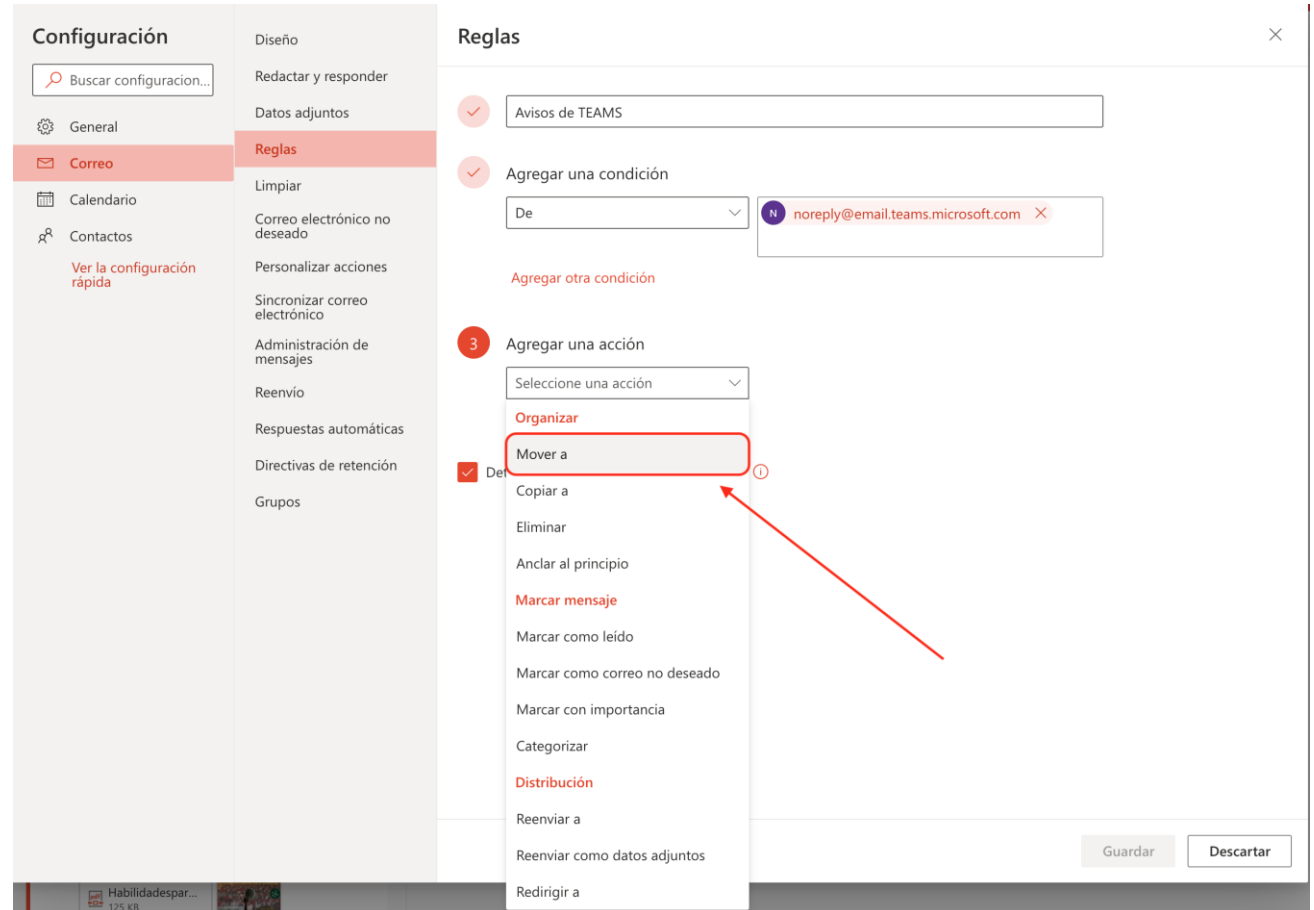 Configuración
Buscar configuracion...
General
Correo
Calendario
Contactos
Ver la configuración
rápida
Diseño
Redactar y responder
Datos adjuntos
Reglas
Limpiar
Correo electrónico no
deseado
Personalizar acciones
Sincronizar correo
electrónico
Administración de
mensajes
Reenvío
Respuestas automáticas
Directivas de retención
Grupos
Reglas
Avisos de TEAMS
Agregar una condición
De
N noreply@email.teams.microsoft.com
Agregar otra condición
3 Agregar una acción
Seleccione una acción
Organizar
Mover a
Copiar a
Eliminar
Anclar al principio
Marcar mensaje
Marcar como leído
Marcar como correo no deseado
Marcar con importancia
Categorizar
Distribución
Reenviar a
Reenviar como datos adjuntos
Redirigir a
Guardar
Descartar
Habilidadespar...
125 KB